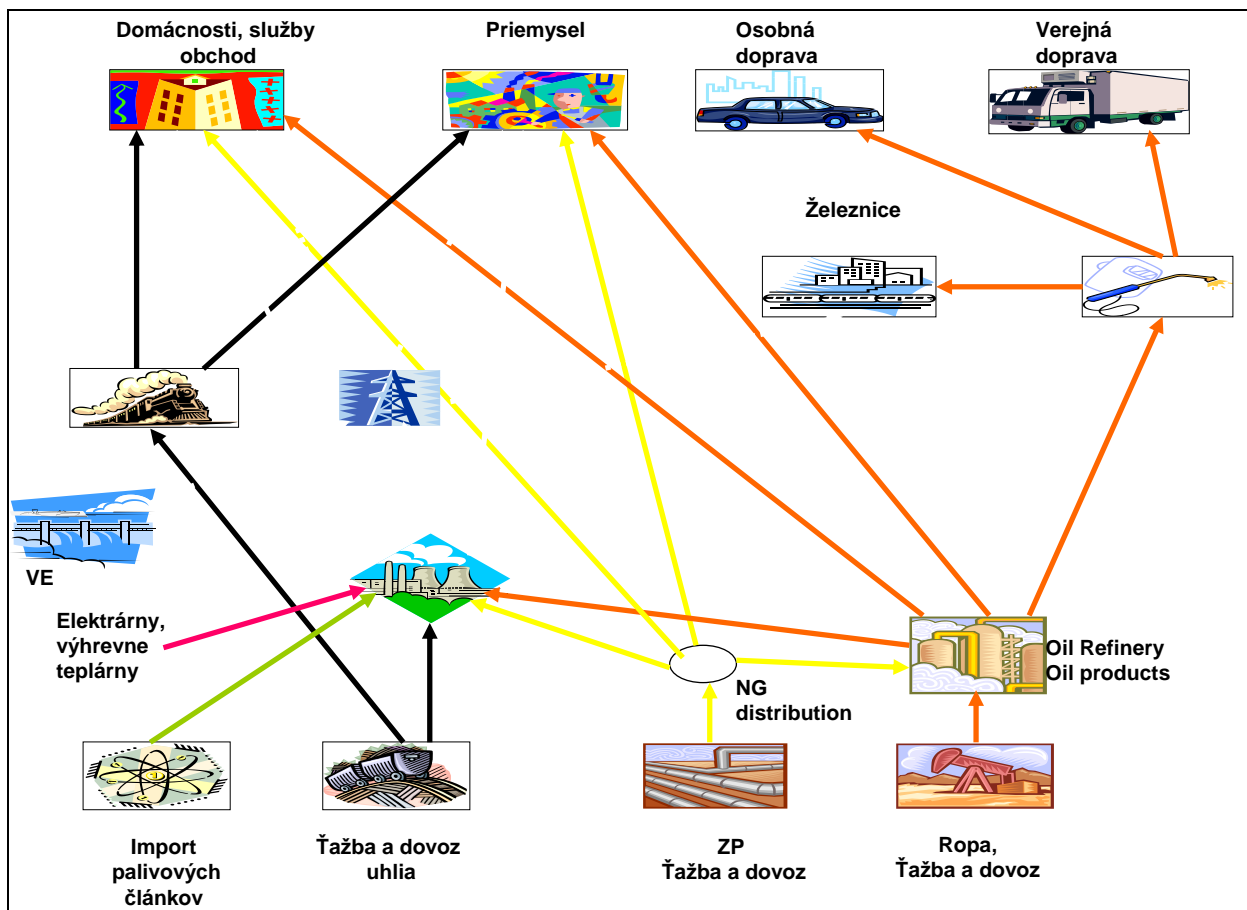 Domácnosti, služby
obchod
Priemysel
Osobná
doprava
Verejná
doprava
Železnice
VE
Elektrárny,
výhrevne
teplárny
Oil Refinery
Oil products
NG
distribution
Import
palivových
článkov
Ťažba a dovoz
uhlia
ZP
Ťažba a dovoz
Ropa,
Ťažba a dovoz